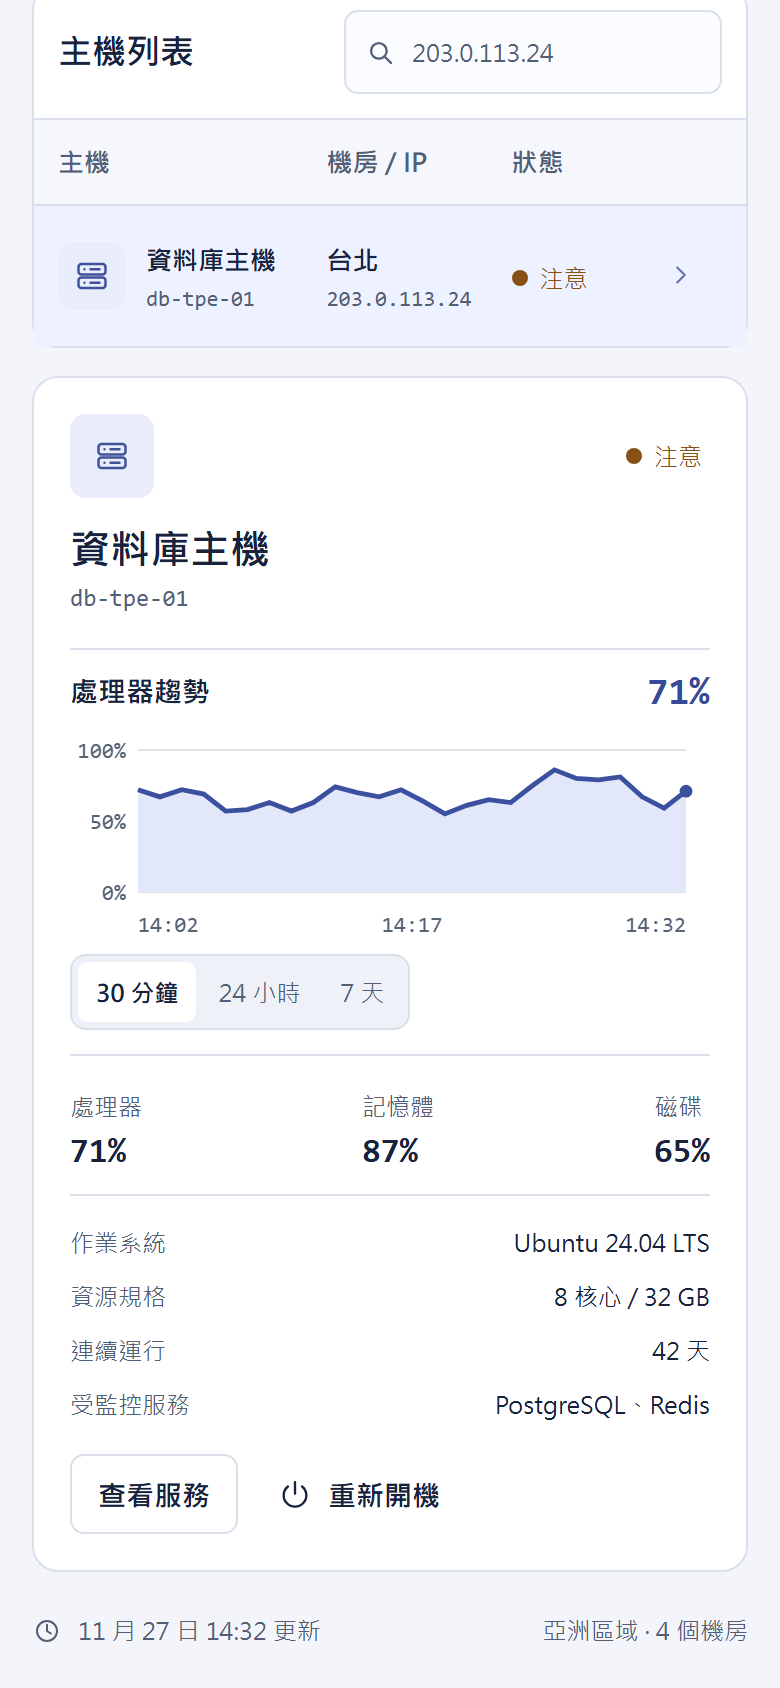 主機列表
203.0.113.24
主機 機房 / IP 狀態
資料庫主機 台北 注意
db-tpe-01 203.0.113.24
注意
資料庫主機
db-tpe-01
處理器趨勢 71%
100%
50%
0%
14:02 14:17 14:32
30 分鐘 24 小時 7 天
處理器 記憶體 磁碟
71% 87% 65%
作業系統 Ubuntu 24.04 LTS
資源規格 8 核心 / 32 GB
連續運行 42 天
受監控服務 PostgreSQL、Redis
查看服務 重新開機
11 月 27 日 14:32 更新 亞洲區域 · 4 個機房